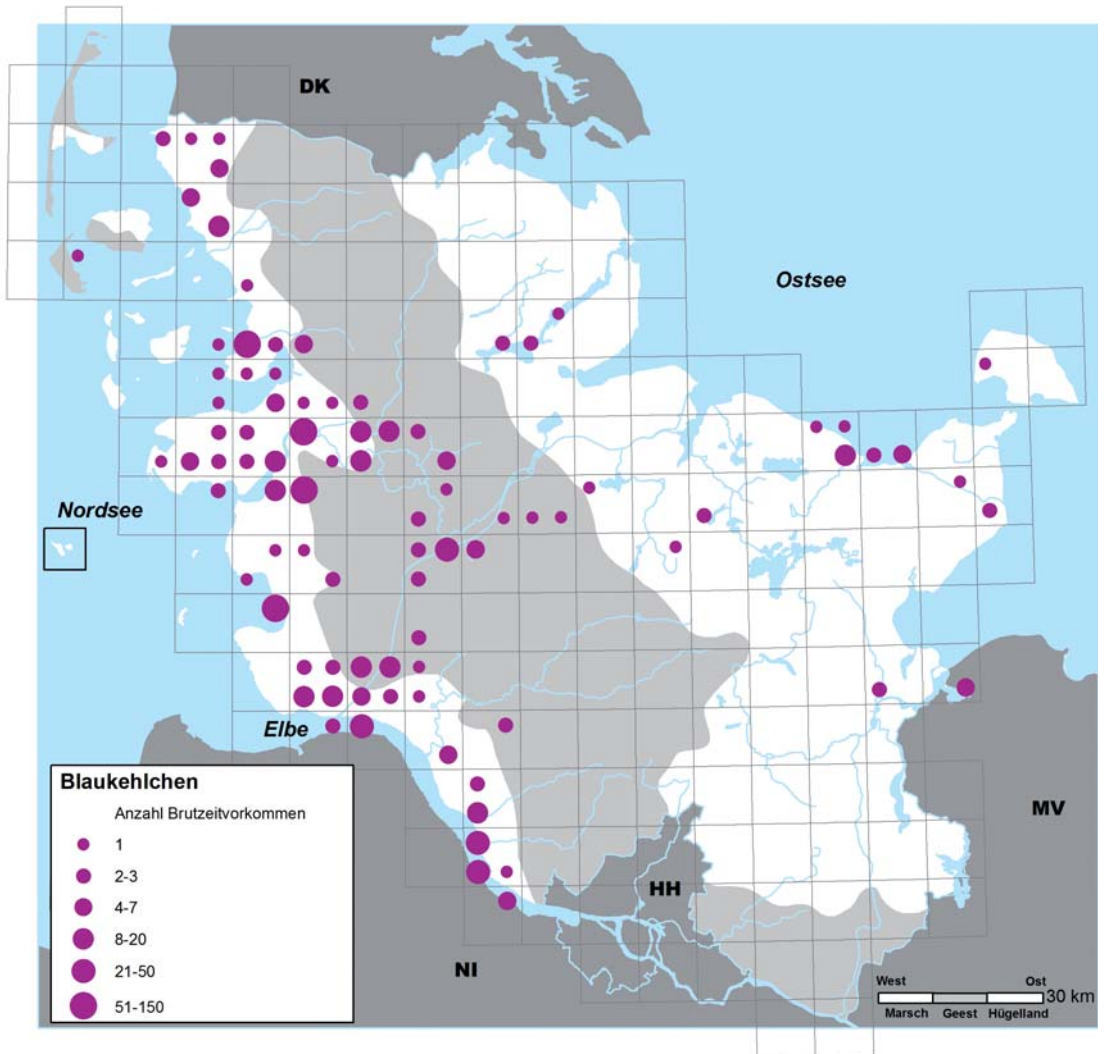 DK
Ostsee
Nordsee
Elbe
Blaukehlchen
Anzahl Brutzeitvorkommen
1
2-3
4-7
8-20
21-50
51-150
MV
HH
NI
West Ost
30 km
Marsch Geest Hügelland